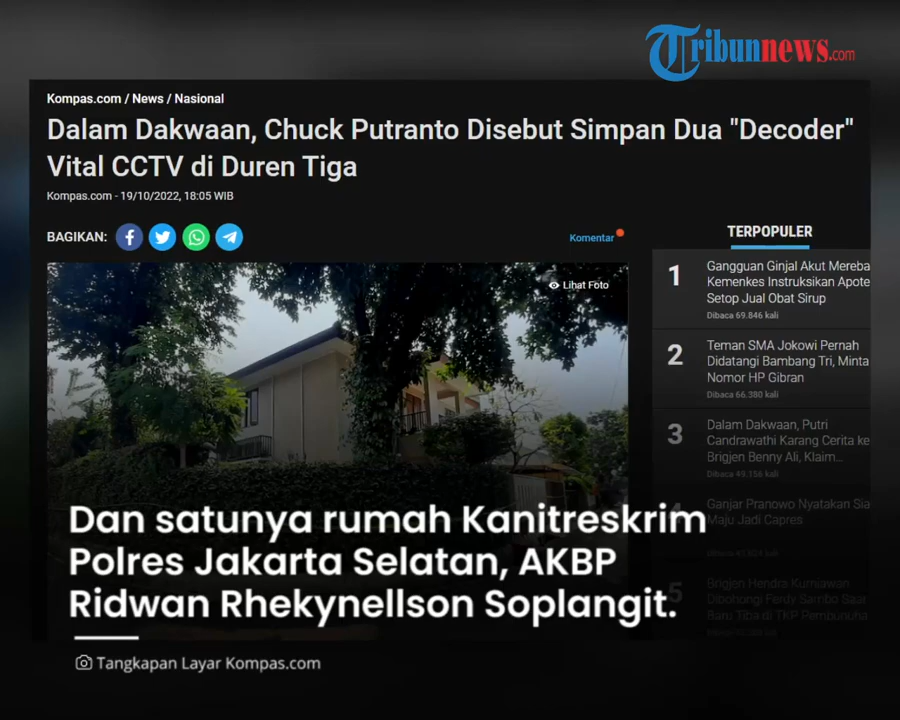 Tribunnews.com
Kompas.com / News / Nasional
Dalam Dakwaan, Chuck Putranto Disebut Simpan Dua "Decoder"
Vital CCTV di Duren Tiga
Kompas.com - 19/10/2022, 18:05 WIB
BAGIKAN:
Komentar
Lihat Foto
TERPOPULER
1
Gangguan Ginjal Akut Mereba
Kemenkes Instruksikan Apote
Setop Jual Obat Sirup
Dibaca 69.846 kali
2
Teman SMA Jokowi Pernah
Didatangi Bambang Tri, Minta
Nomor HP Gibran
Dibaca 66.380 kali
3
Dalam Dakwaan, Putri
Candrawathi Karang Cerita ke
Brigjen Benny Ali, Klaim...
Dibaca 49.156 kali
4
Ganjar Pranowo Nyatakan Sia
Maju Jadi Capres
5
Brigjen Hendra Kurniawan
Dibohongi Ferdy Sambo Saat
Baru Tiba di TKP Pembunuha
Dan satunya rumah Kanitreskrim
Polres Jakarta Selatan, AKBP
Ridwan Rhekynellson Soplangit.
Tangkapan Layar Kompas.com